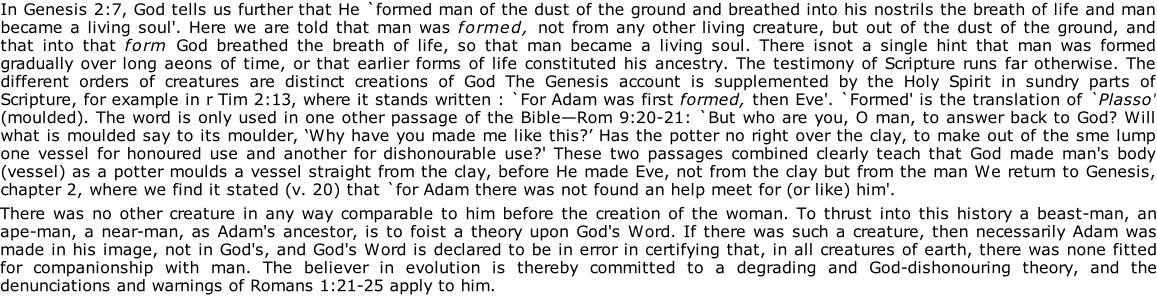 In Genesis 2:7, God tells us further that He `formed man of the dust of the ground and breathed into his nostrils the breath of life and man
became a living soul'. Here we are told that man was formed, not from any other living creature, but out of the dust of the ground, and
that into that form God breathed the breath of life, so that man became a living soul. There isnot a single hint that man was formed
gradually over long aeons of time, or that earlier forms of life constituted his ancestry. The testimony of Scripture runs far otherwise. The
different orders of creatures are distinct creations of God The Genesis account is supplemented by the Holy Spirit in sundry parts of
Scripture, for example in r Tim 2:13, where it stands written : `For Adam was first formed, then Eve'. `Formed' is the translation of `Plasso'
(moulded). The word is only used in one other passage of the Bible—Rom 9:20-21: `But who are you, O man, to answer back to God? Will
what is moulded say to its moulder, ‘Why have you made me like this?’ Has the potter no right over the clay, to make out of the sme lump
one vessel for honoured use and another for dishonourable use?' These two passages combined clearly teach that God made man's body
(vessel) as a potter moulds a vessel straight from the clay, before He made Eve, not from the clay but from the man We return to Genesis,
chapter 2, where we find it stated (v. 20) that `for Adam there was not found an help meet for (or like) him'.
There was no other creature in any way comparable to him before the creation of the woman. To thrust into this history a beast-man, an
ape-man, a near-man, as Adam's ancestor, is to foist a theory upon God's Word. If there was such a creature, then necessarily Adam was
made in his image, not in God's, and God's Word is declared to be in error in certifying that, in all creatures of earth, there was none fitted
for companionship with man. The believer in evolution is thereby committed to a degrading and God-dishonouring theory, and the
denunciations and warnings of Romans 1:21-25 apply to him.